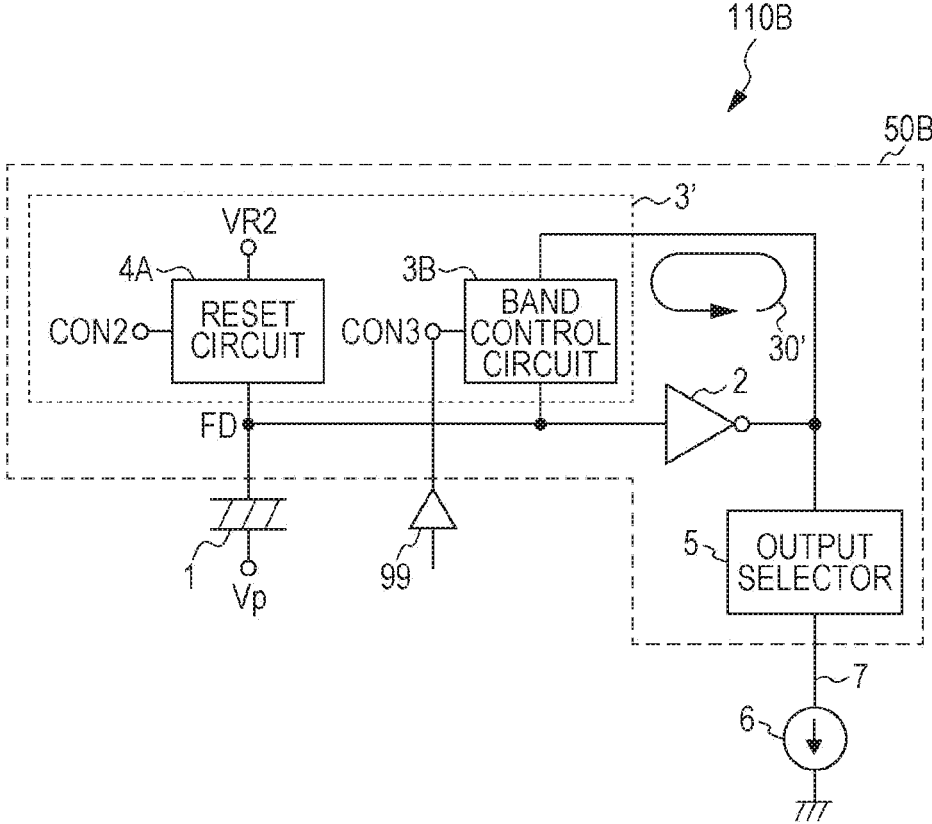 110B
50B
3'
VR2
4A
RESET
CIRCUIT
CON2
3B
BAND
CONTROL
CIRCUIT
CON3
30'
2
FD
1
Vp
99
5
OUTPUT
SELECTOR
7
6